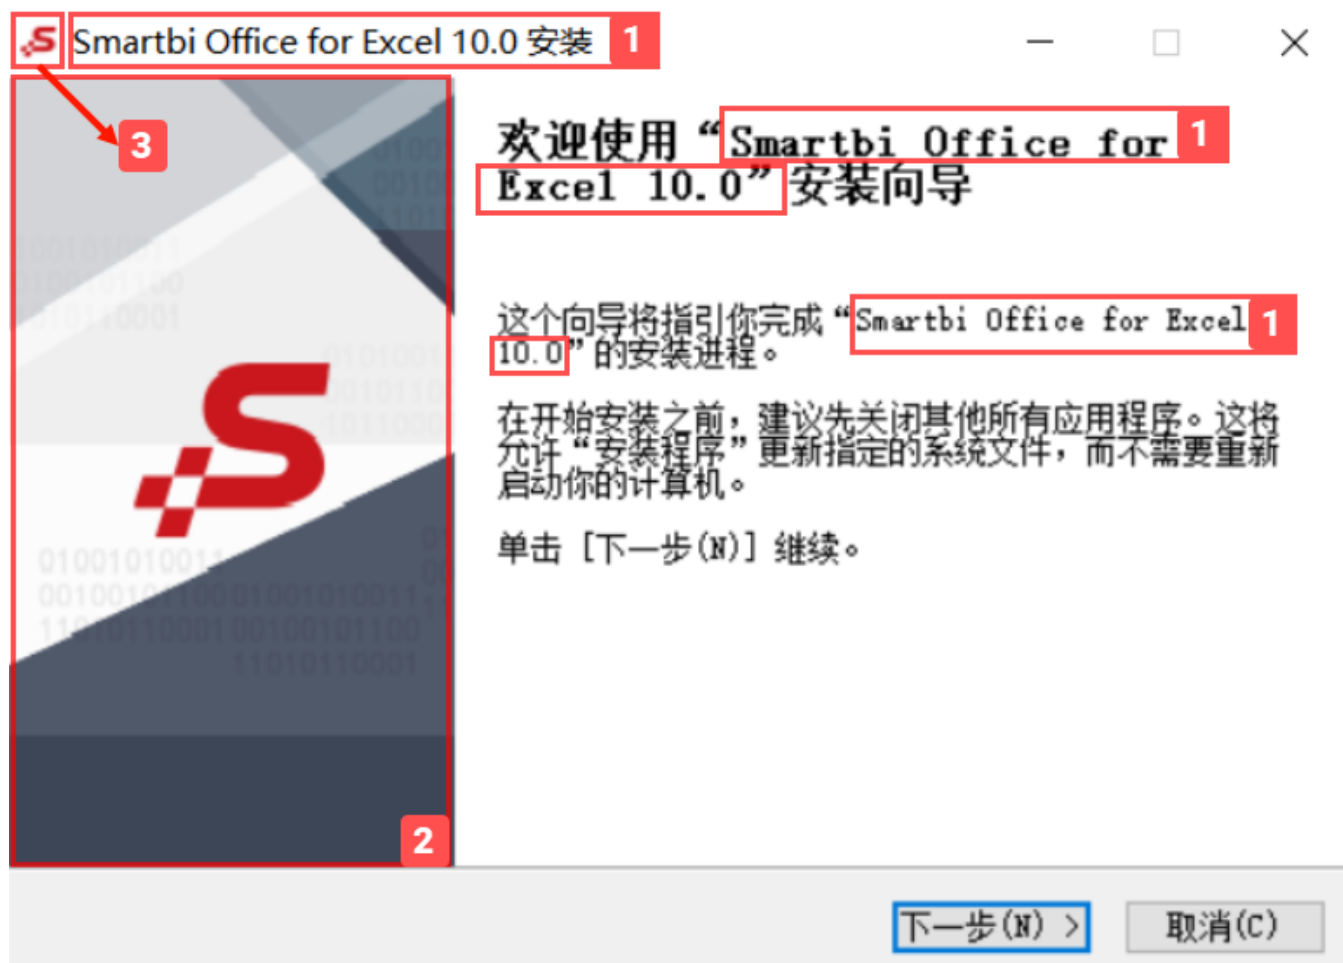 Smartbi Office for Excel 10.0 安装 1
3
欢迎使用“Smartbi Office for 1
Excel 10.0”安装向导
这个向导将指引你完成“Smartbi Office for Excel 1
10.0”的安装进程。
在开始安装之前，建议先关闭其他所有应用程序。这将
允许“安装程序”更新指定的系统文件，而不需要重新
启动你的计算机。
单击 [下一步(N)] 继续。
01001010011
11010110001
2
下一步(N) >
取消(C)